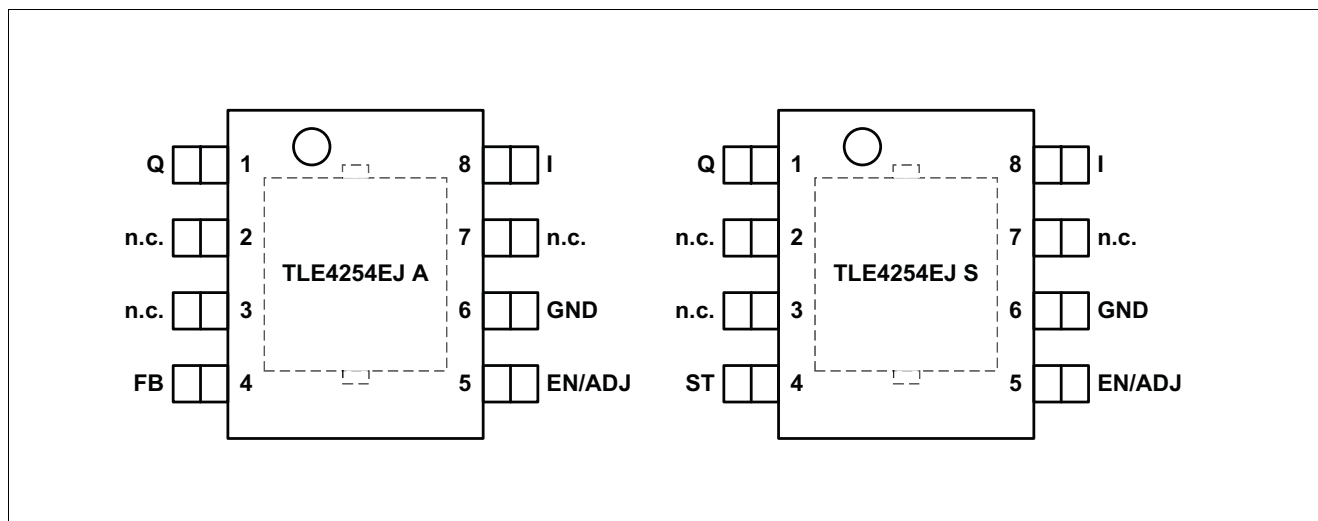 Q 1 8 I Q 1 8 I
n.c. 2 7 n.c. n.c. 2 7 n.c.
TLE4254EJ A TLE4254EJ S
n.c. 3 6 GND n.c. 3 6 GND
FB 4 5 EN/ADJ ST 4 5 EN/ADJ